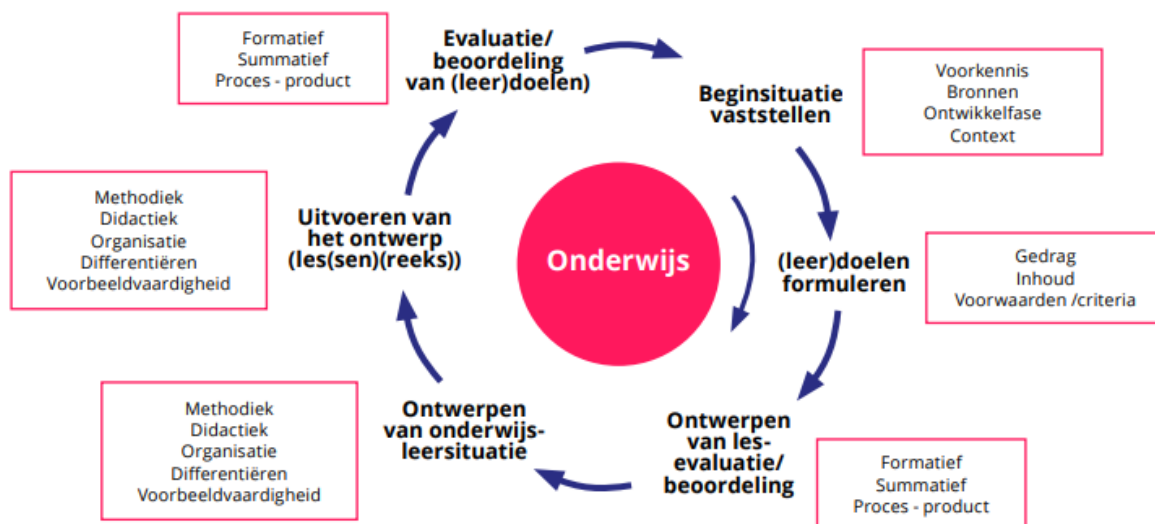 Formatief
Summatief
Proces - product
Evaluatie/
beoordeling
van (leer)doelen)
Beginsituatie
vaststellen
Voorkennis
Bronnen
Ontwikkelfase
Context
Methodiek
Didactiek
Organisatie
Differentiëren
Voorbeeldvaardigheid
Uitvoeren van
het ontwerp
(les(sen)(reeks))
Onderwijs
(leer)doelen
formuleren
Gedrag
Inhoud
Voorwaarden /criteria
Methodiek
Didactiek
Organisatie
Differentiëren
Voorbeeldvaardigheid
Ontwerpen
van onderwijs-
leersituatie
Ontwerpen
van les-
evaluatie/
beoordeling
Formatief
Summatief
Proces - product